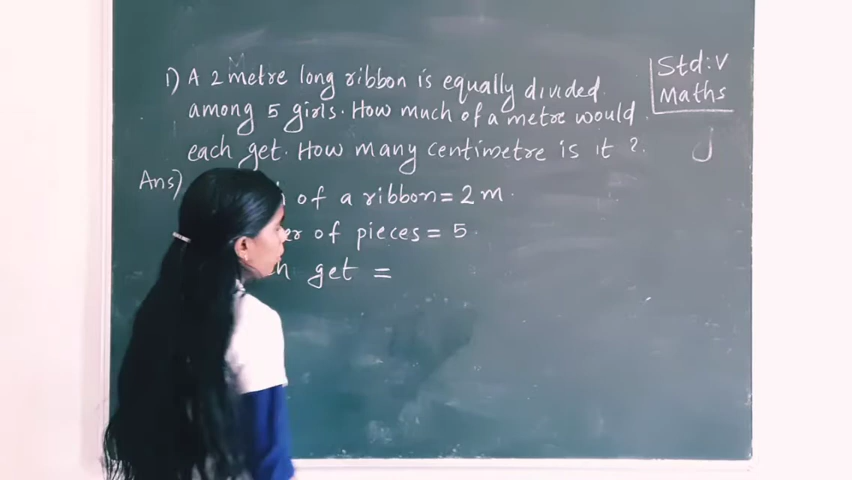 1) A 2 metre long ribbon is equally divided
among 5 girls. How much of a metre would
each get. How many centimetre is it ?
Std: V
Maths
Ans)
of a ribbon = 2 m.
of pieces = 5.
get =